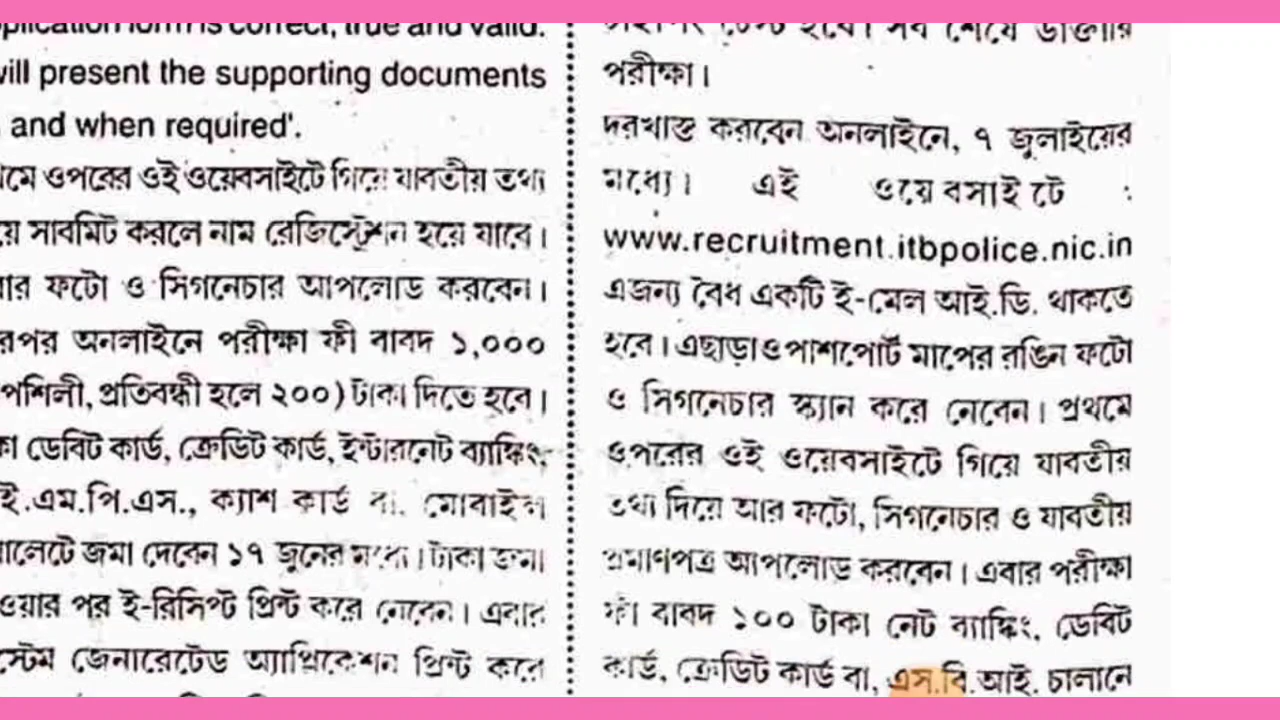 plication form is correct, true and valid.
will present the supporting documents
and when required'.
ওপরের ওই ওয়েবসাইটে গিয়ে যাবতীয় তথ্য
সাবমিট করলে নাম রেজিস্ট্রেশন হয়ে যাবে।
ফটো ও সিগনেচার আপলোড করবেন।
অনলাইনে পরীক্ষা ফী বাবদ ১,০০০
প্রতিবন্ধী হলে ২০০) টাকা দিতে হবে।
ডেবিট কার্ড, ক্রেডিট কার্ড, ইন্টারনেট ব্যাঙ্কিং,
ই.এম.পি.এস., ক্যাশ কার্ড বা, মোবাইল
জমা দেবেন ১৭ জুনের মধ্যে। টাকা জমা
পর ই-রিসিপ্ট প্রিন্ট করে নেবেন। এবার
জেনারেটেড অ্যাপ্লিকেশন প্রিন্ট করে
টেস্ট হবে। সব শেষে ডাক্তারি
পরীক্ষা।
দরখাস্ত করবেন অনলাইনে, ৭ জুলাইয়ের
মধ্যে। এই ওয়েবসাইটে :
www.recruitment.itbpolice.nic.in
এজন্য বৈধ একটি ই-মেল আই.ডি. থাকতে
হবে। এছাড়াও পাশপোর্ট মাপের রঙিন ফটো
ও সিগনেচার স্ক্যান করে নেবেন। প্রথমে
ওপরের ওই ওয়েবসাইটে গিয়ে যাবতীয়
তথ্য দিয়ে আর ফটো, সিগনেচার ও যাবতীয়
প্রমাণপত্র আপলোড করবেন। এবার পরীক্ষা
ফী বাবদ ১০০ টাকা নেট ব্যাঙ্কিং, ডেবিট
কার্ড, ক্রেডিট কার্ড বা, এস.বি.আই. চালানে